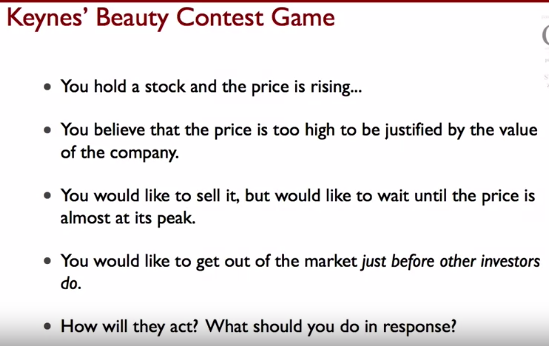 Keynes' Beauty Contest Game
• You hold a stock and the price is rising...
• You believe that the price is too high to be justified by the value
of the company.
• You would like to sell it, but would like to wait until the price is
almost at its peak.
• You would like to get out of the market just before other investors
do.
• How will they act? What should you do in response?